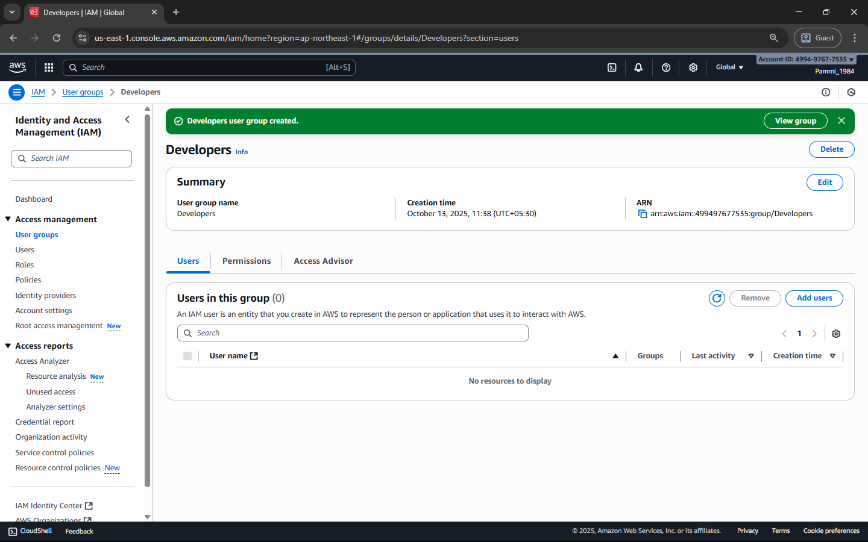 Developers | IAM | Global
us-east-1.console.aws.amazon.com/iam/home?region=ap-northeast-1#/groups/details/Developers?section=users
Guest
aws
Search
[Alt+S]
Global
Account ID: 4994-9767-7535
Pammi_1984
IAM
User groups
Developers
Identity and Access Management (IAM)
Search IAM
Dashboard
Access management
User groups
Users
Roles
Policies
Identity providers
Account settings
Root access management New
Access reports
Access Analyzer
Resource analysis New
Unused access
Analyzer settings
Credential report
Organization activity
Service control policies
Resource control policies New
IAM Identity Center
AWS Organizations
Developers user group created.
View group
Developers Info
Delete
Summary
Edit
User group name
Developers
Creation time
October 13, 2025, 11:38 (UTC+05:30)
ARN
arn:aws:iam::499497677535:group/Developers
Users
Permissions
Access Advisor
Users in this group (0)
Remove
Add users
An IAM user is an entity that you create in AWS to represent the person or application that uses it to interact with AWS.
Search
1
User name
Groups
Last activity
Creation time
No resources to display
CloudShell
Feedback
© 2025, Amazon Web Services, Inc. or its affiliates.
Privacy
Terms
Cookie preferences